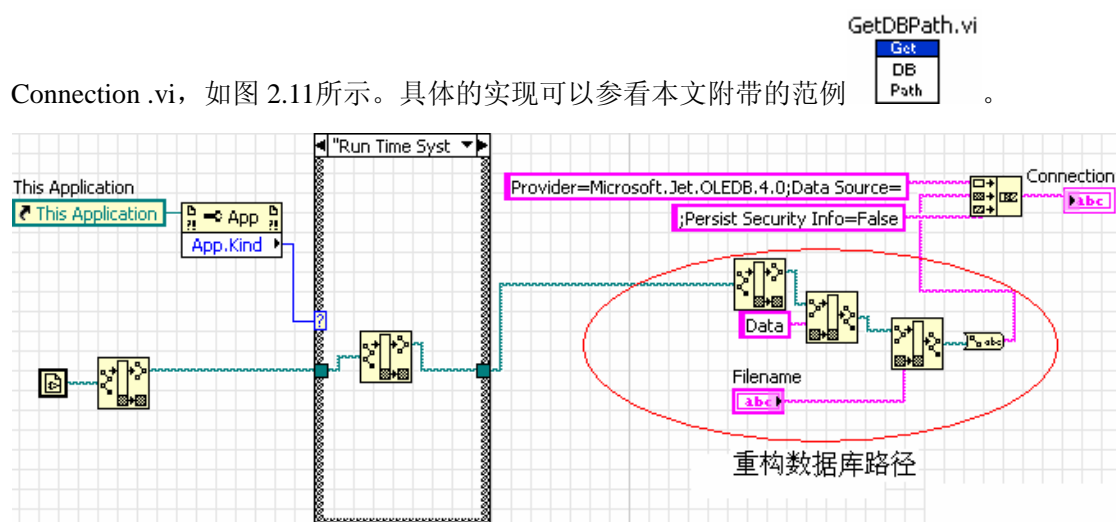 GetDBPath.vi
Get
DB
Path
Connection .vi，如图 2.11所示。具体的实现可以参看本文附带的范例 。
"Run Time Syst
This Application
This Application
App
App.Kind
?
Provider=Microsoft.Jet.OLEDB.4.0;Data Source=
;Persist Security Info=False
Connection
abc
Data
abc
Filename
abc
重构数据库路径